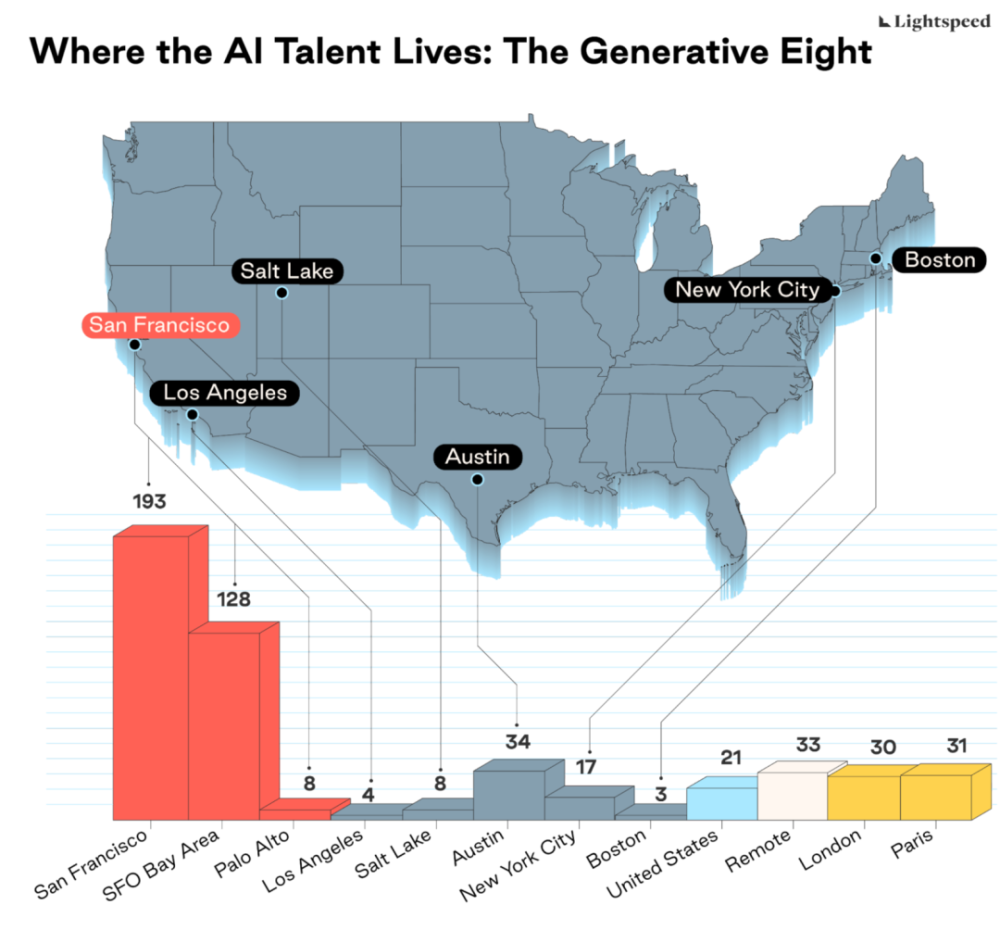 Lightspeed
Where the AI Talent Lives: The Generative Eight
Salt Lake
Boston
New York City
San Francisco
Los Angeles
Austin
193
128
34
33
30
31
21
17
8
4
8
3
San Francisco
SFO Bay Area
Palo Alto
Los Angeles
Salt Lake
Austin
New York City
Boston
United States
Remote
London
Paris